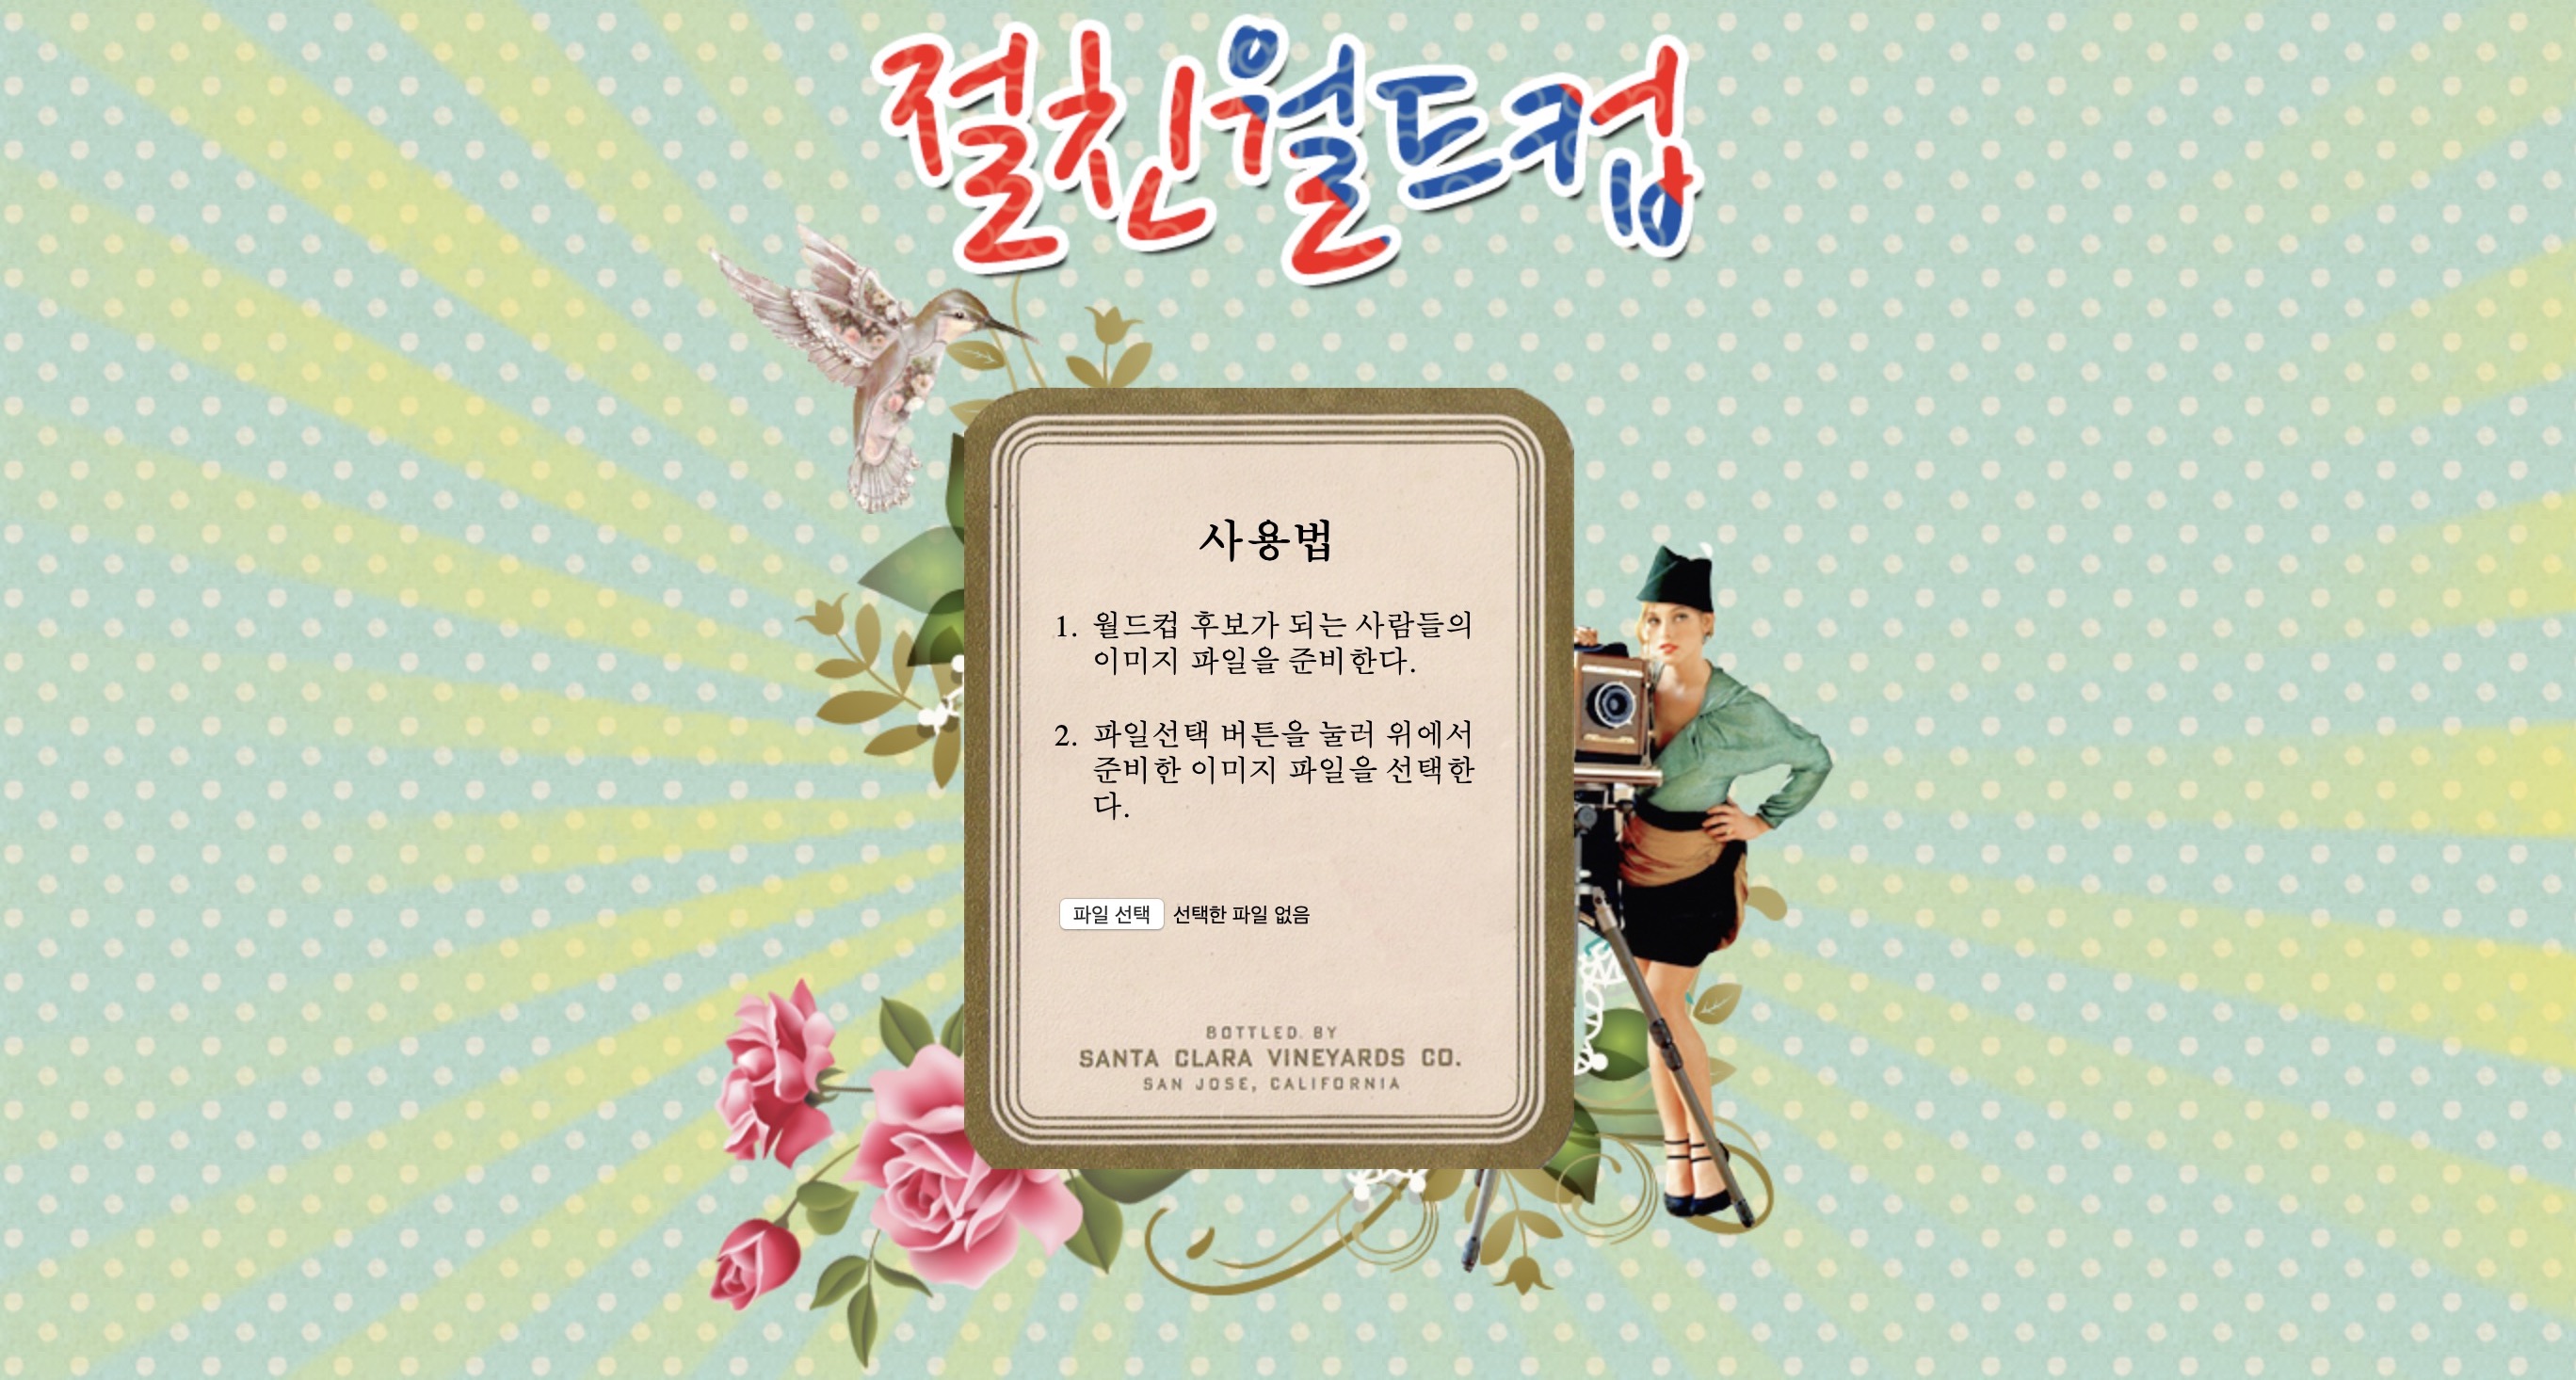 절친월드컵
사용법
1. 월드컵 후보가 되는 사람들의
이미지 파일을 준비한다.
2. 파일선택 버튼을 눌러 위에서
준비한 이미지 파일을 선택한
다.
파일 선택 선택한 파일 없음
BOTTLED BY
SANTA CLARA VINEYARDS CO.
SAN JOSE, CALIFORNIA